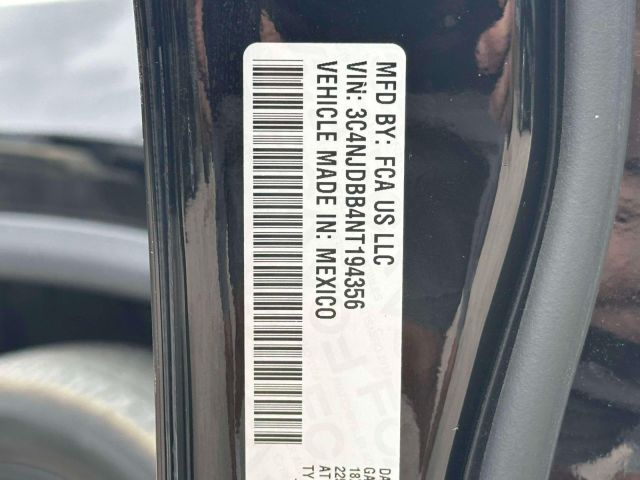 MFD BY: FCA US LLC
VIN: 3C4NJDBB4NT194356
VEHICLE MADE IN: MEXICO